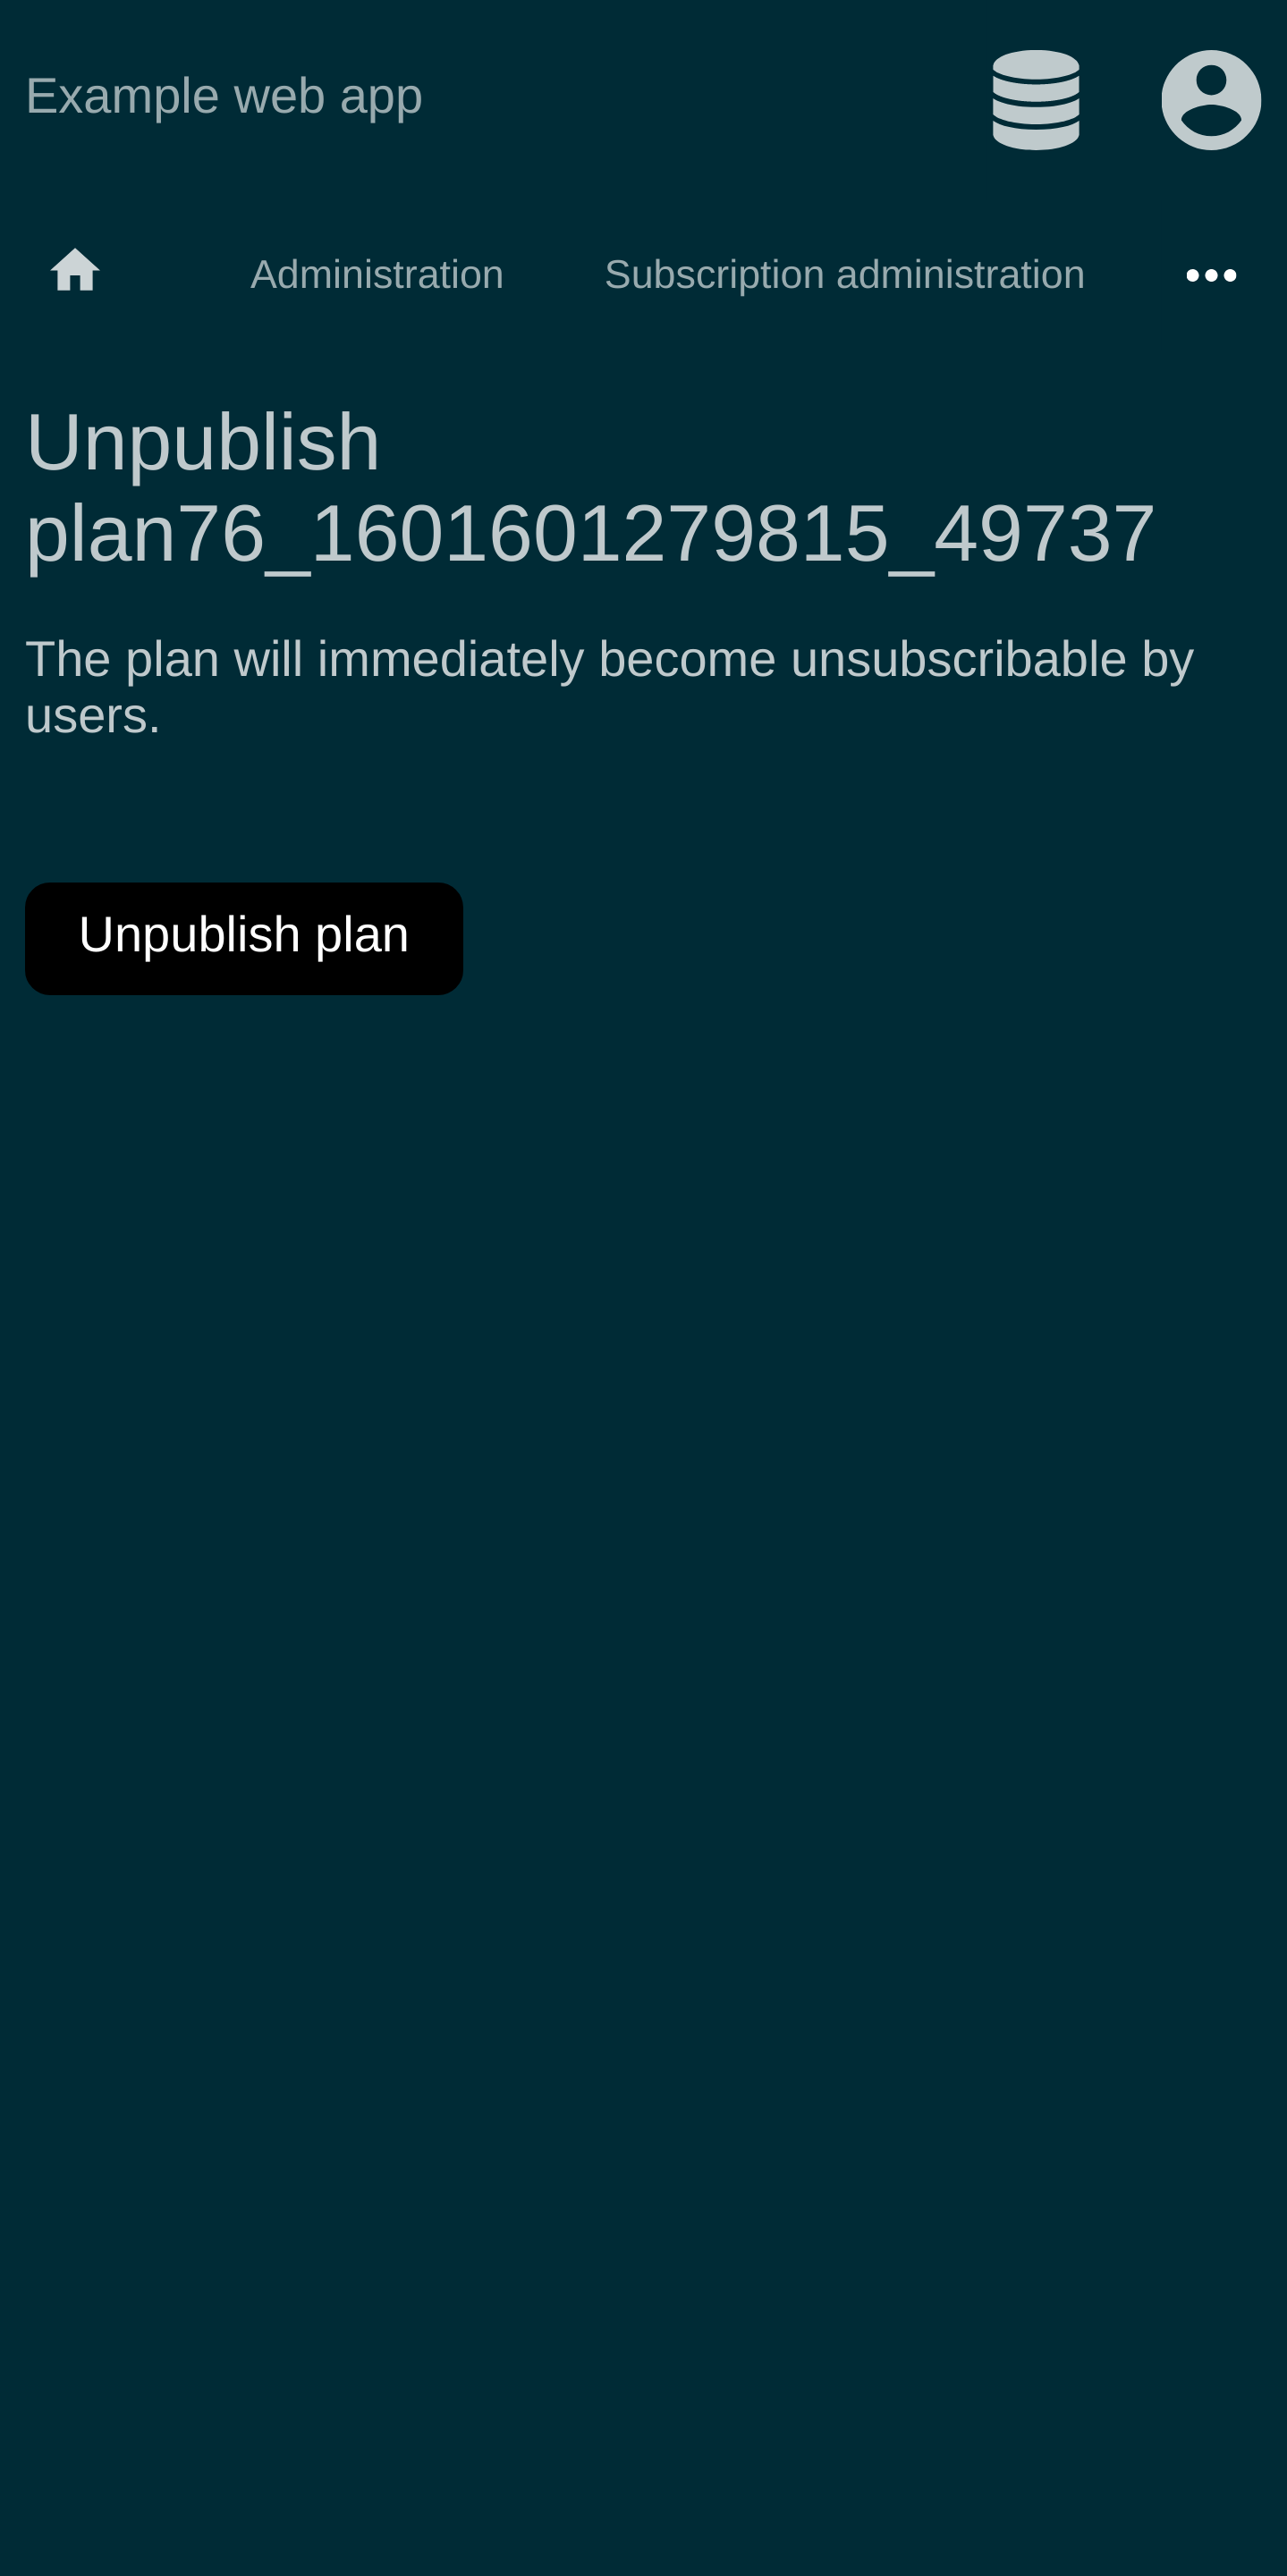 Example web app
Administration Subscription administration
Unpublish
plan76_1601601279815_49737
The plan will immediately become unsubscribable by
users.
Unpublish plan